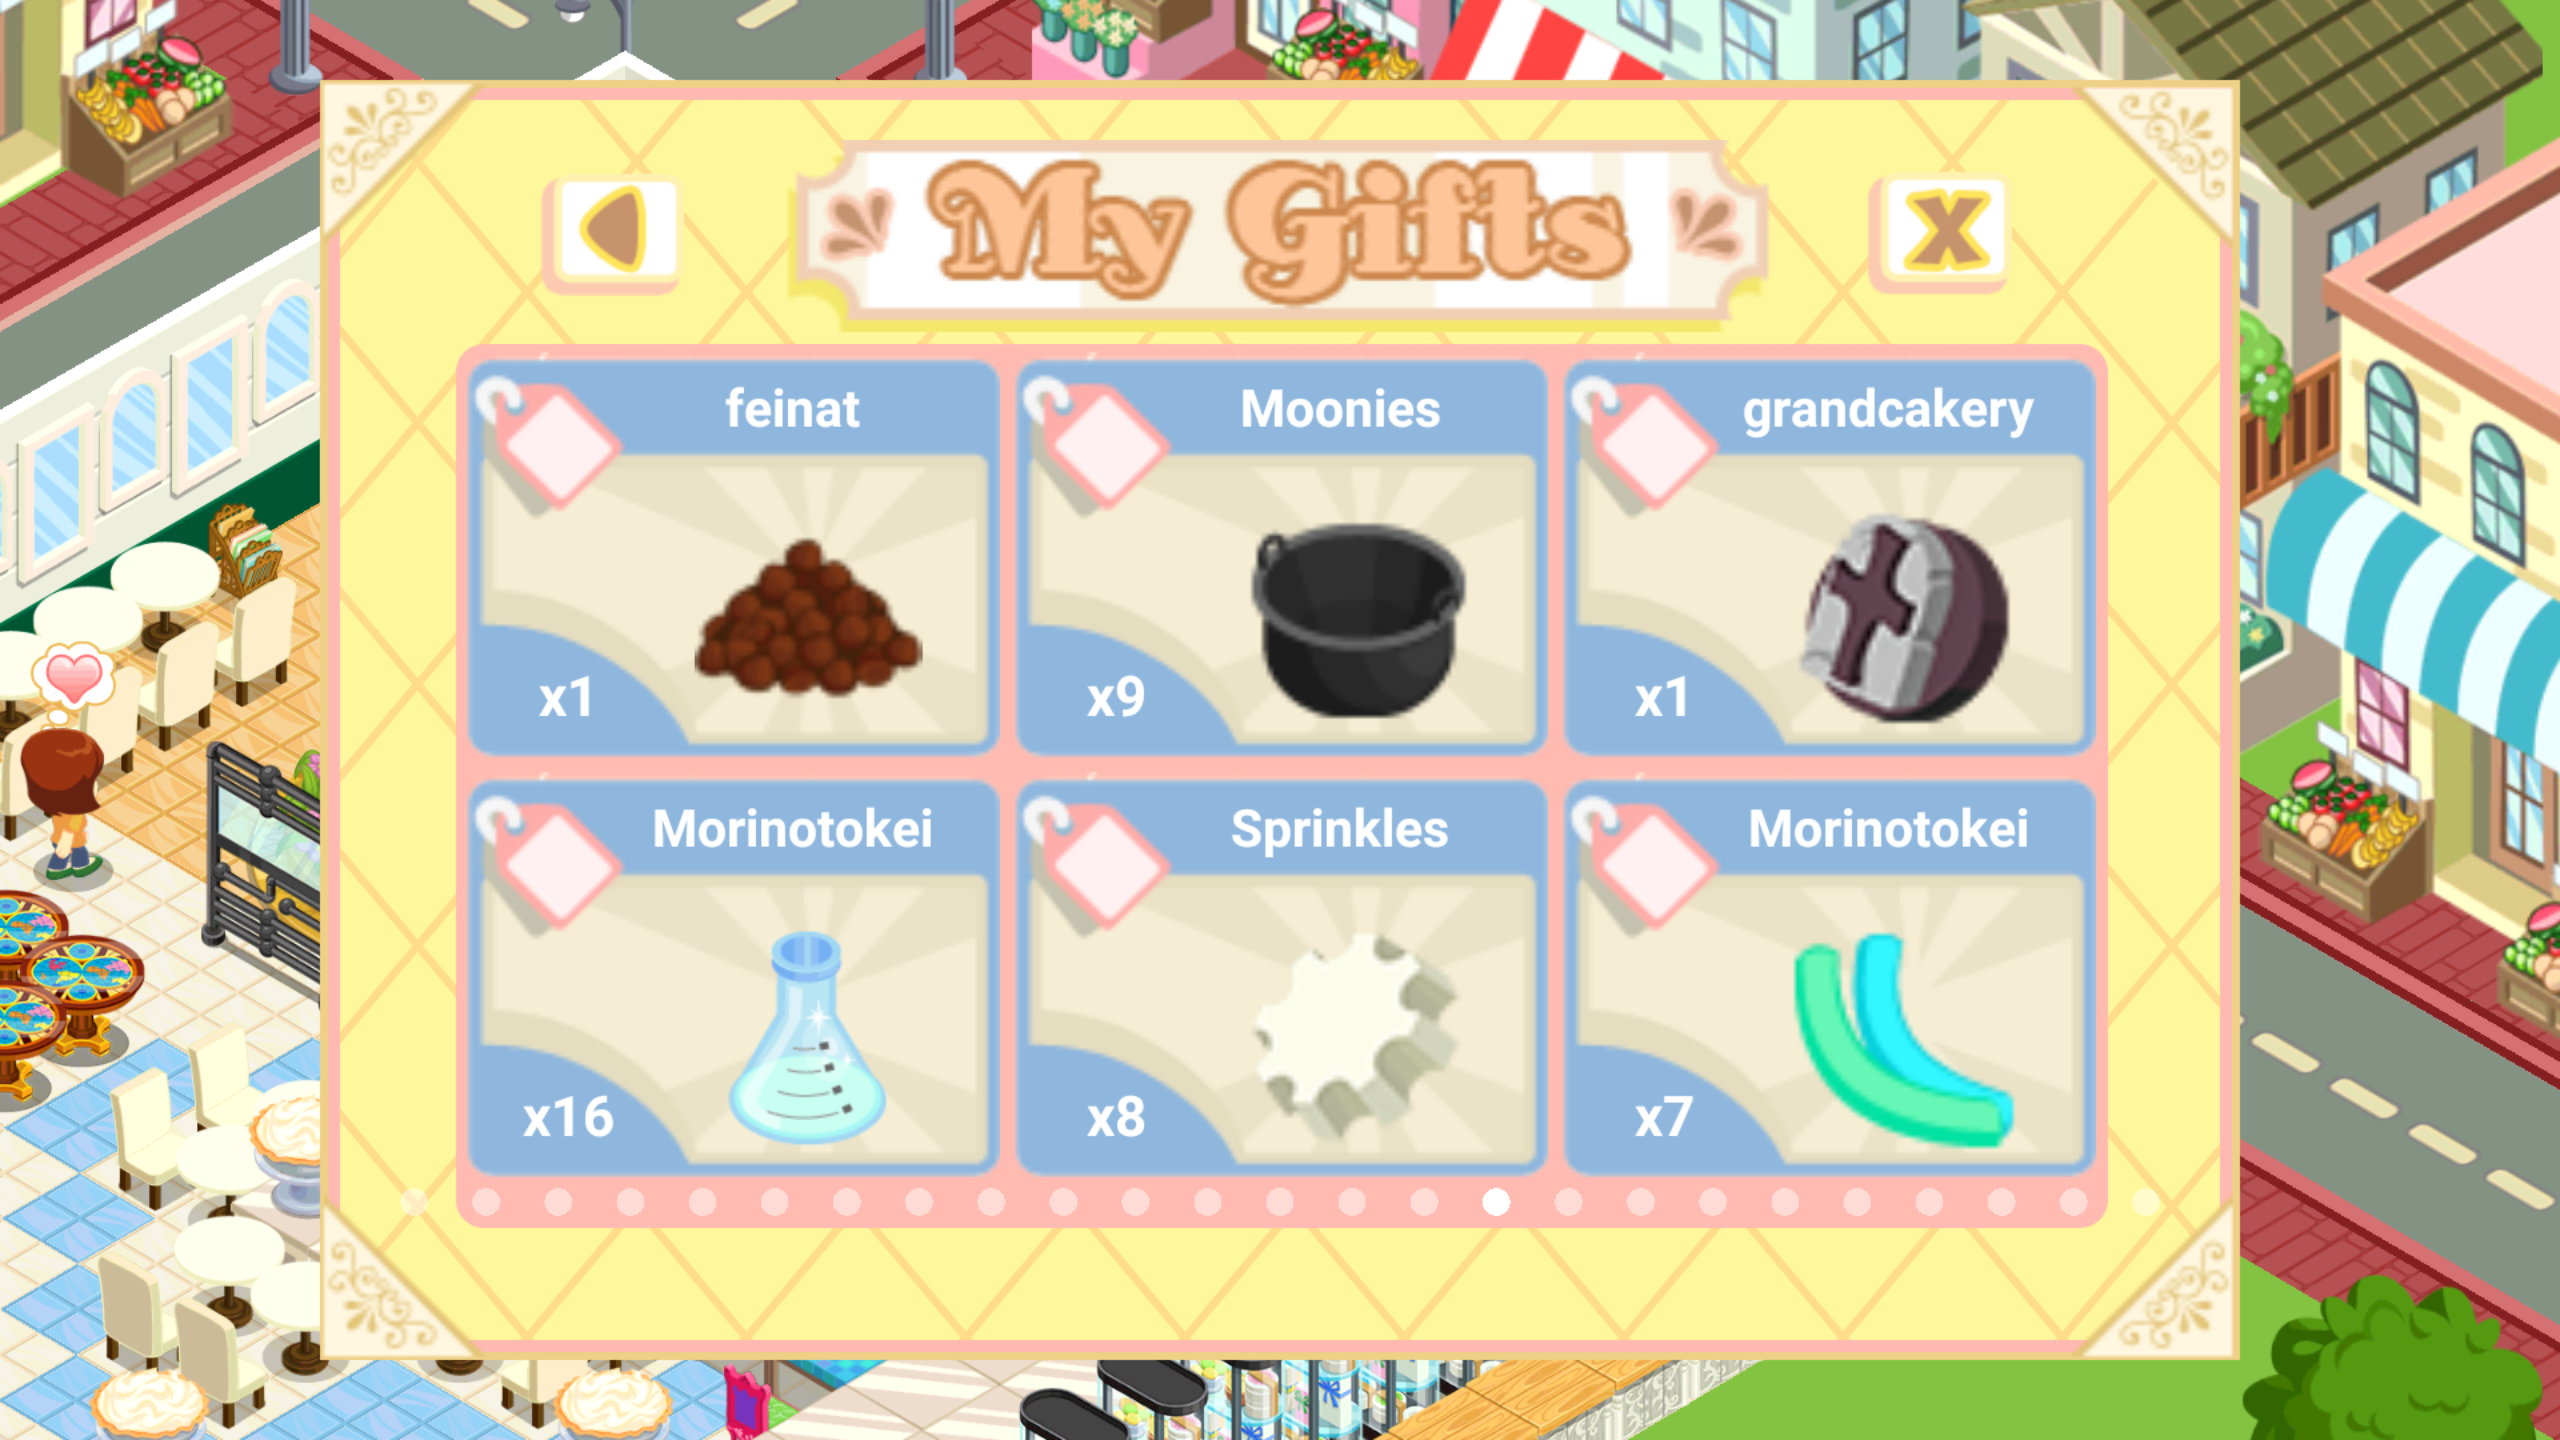 My Gifts
X
feinat
x1
Moonies
x9
grandcakery
x1
Morinotokei
x16
Sprinkles
x8
Morinotokei
x7